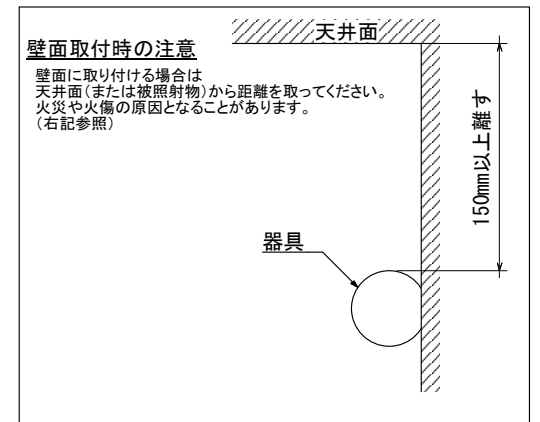 壁面取付時の注意
壁面に取り付ける場合は
天井面(または被照射物)から距離を取ってください。
火災や火傷の原因となることがあります。
(右記参照)
天井面
150mm以上離す
器具